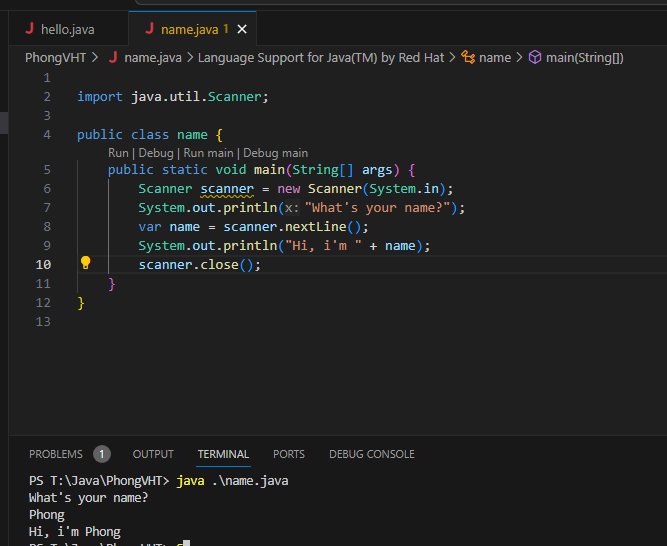 hello.java name.java 1
PhongVHT > name.java > Language Support for Java(TM) by Red Hat > name > main(String[])
1
2 import java.util.Scanner;
3
4 public class name {
Run | Debug | Run main | Debug main
5 public static void main(String[] args) {
6 Scanner scanner = new Scanner(System.in);
7 System.out.println(x: "What's your name?");
8 var name = scanner.nextLine();
9 System.out.println("Hi, i'm " + name);
10 scanner.close();
11 }
12 }
13
PROBLEMS 1 OUTPUT TERMINAL PORTS DEBUG CONSOLE
PS T:\Java\PhongVHT> java .\name.java
What's your name?
Phong
Hi, i'm Phong
PS T:\Java\PhongVHT>